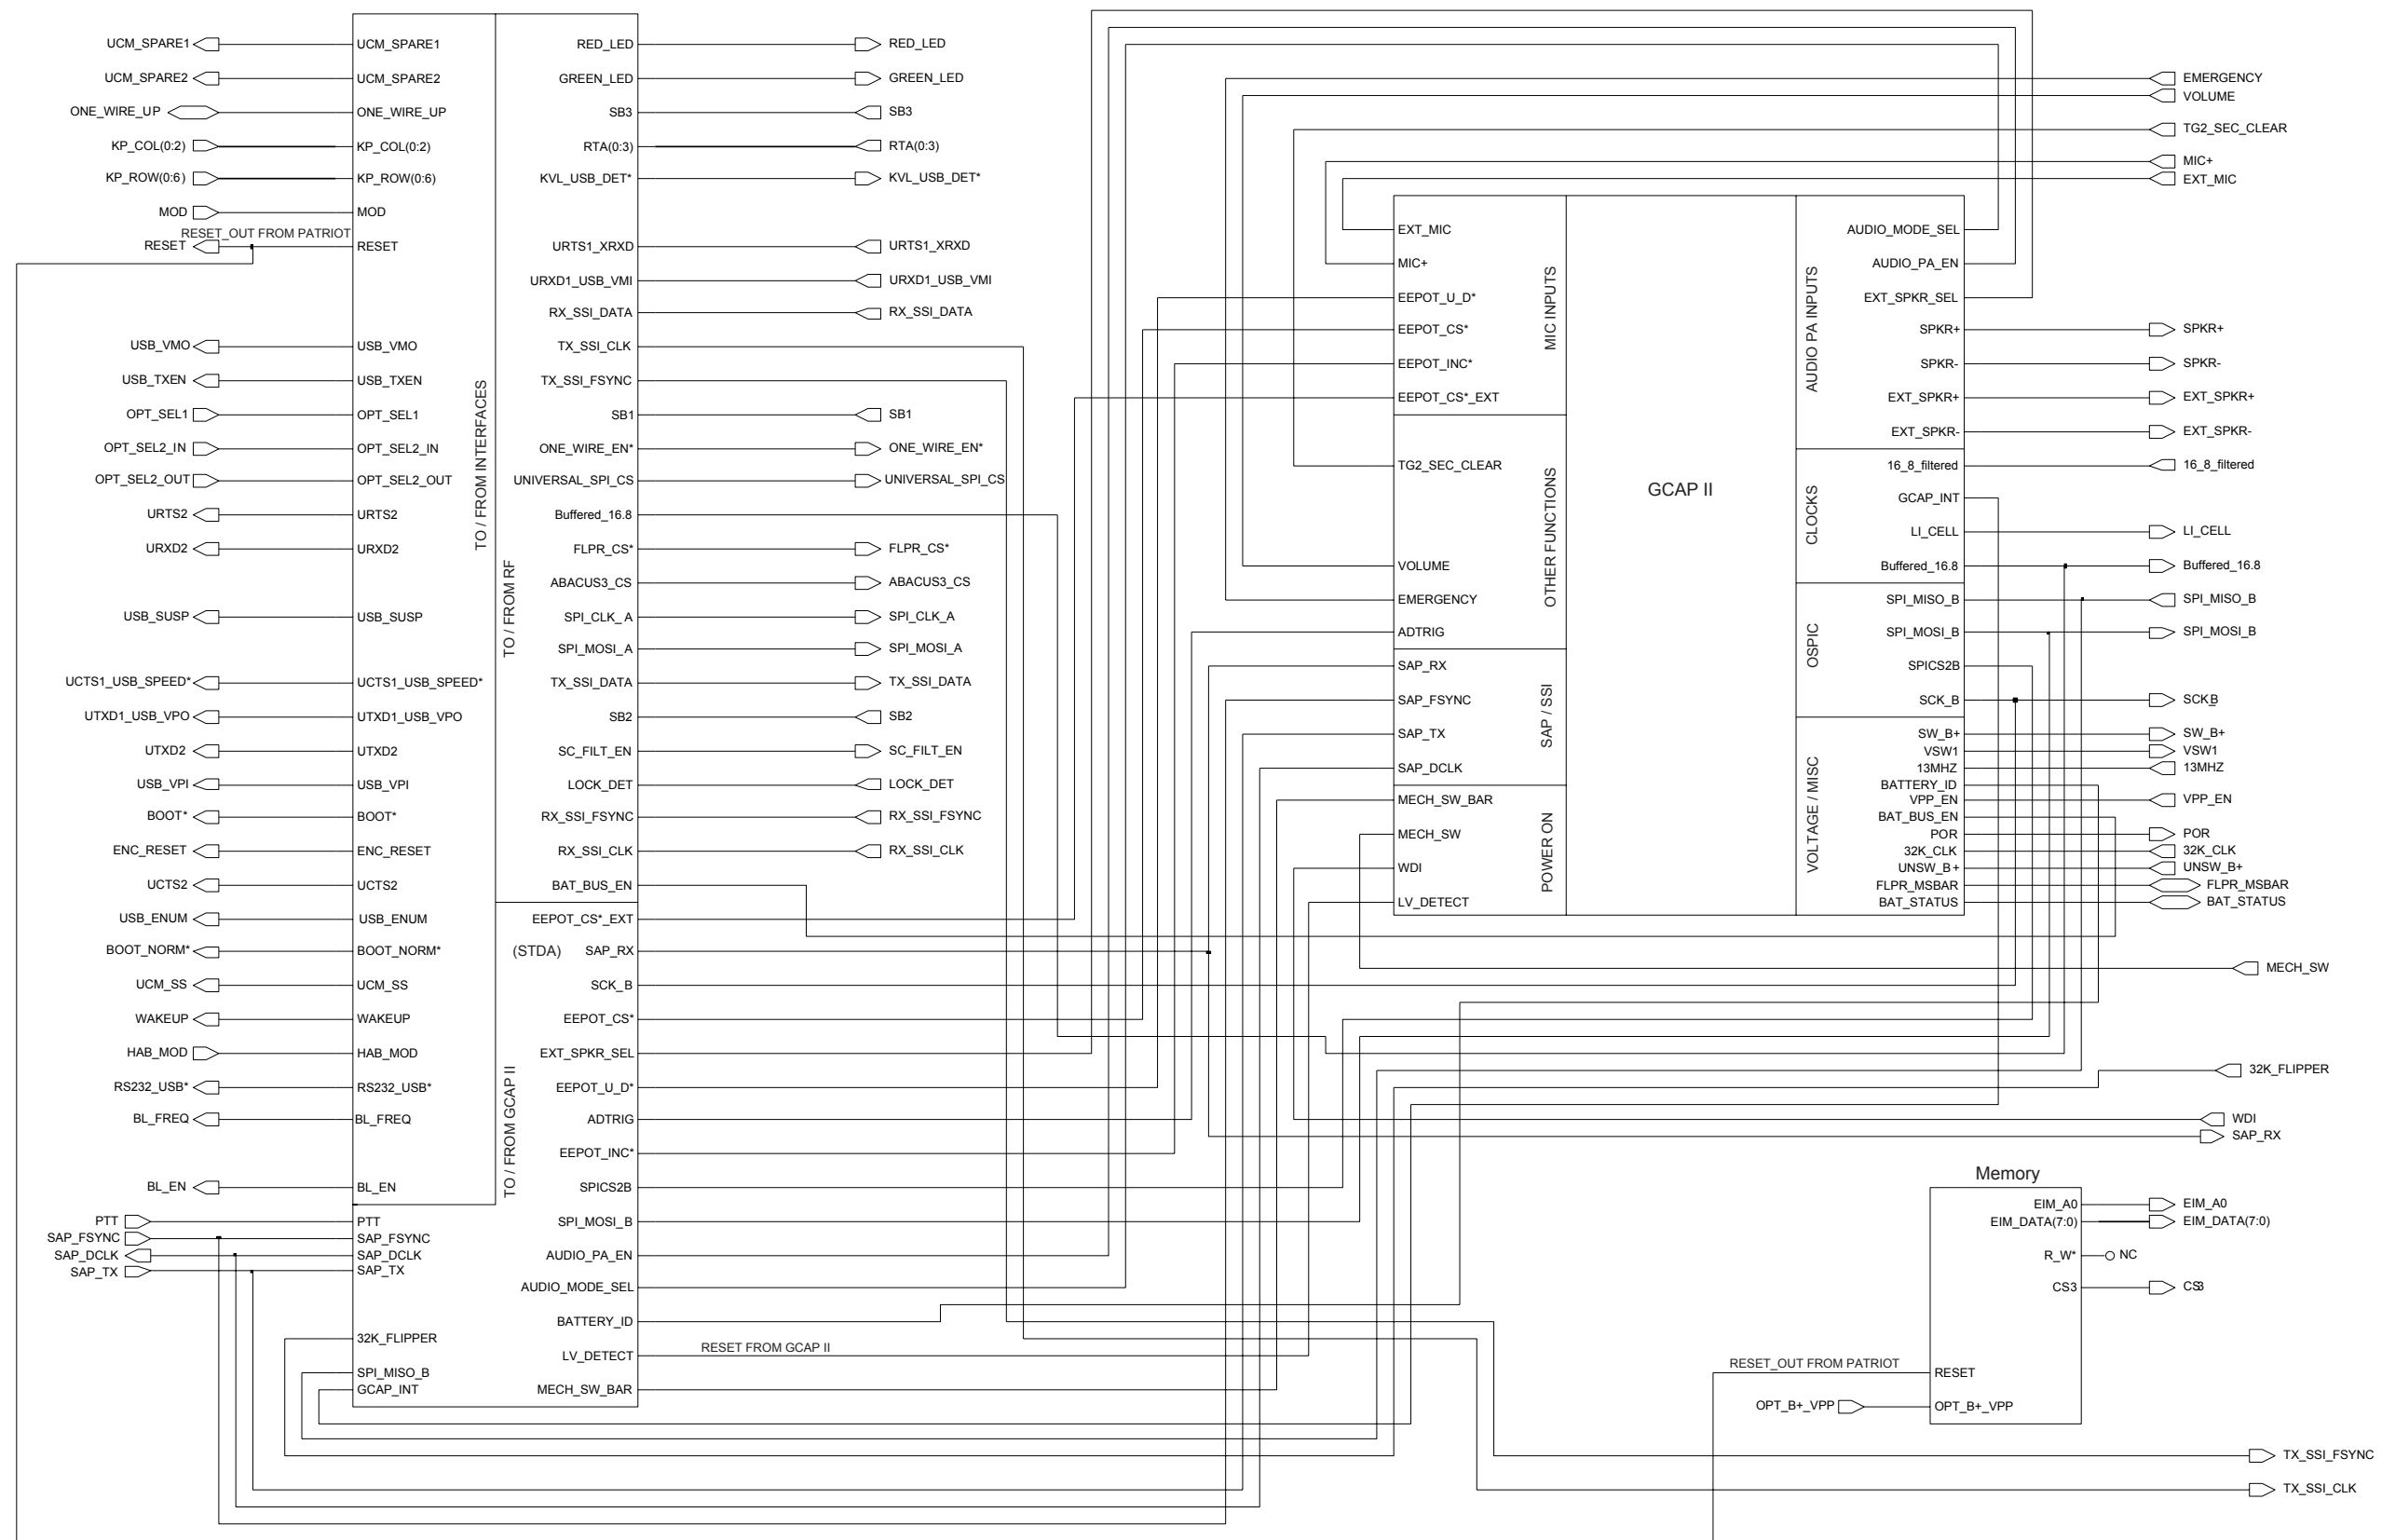 UCM_SPARE1
UCM_SPARE2
ONE_WIRE_UP
KP_COL(0:2)
KP_ROW(0:6)
MOD
RESET
RESET_OUT FROM PATRIOT
USB_VMO
USB_TXEN
OPT_SEL1
OPT_SEL2_IN
OPT_SEL2_OUT
URTS2
URXD2
USB_SUSP
UCTS1_USB_SPEED*
UTXD1_USB_VPO
UTXD2
USB_VPI
BOOT*
ENC_RESET
UCTS2
USB_ENUM
BOOT_NORM*
UCM_SS
WAKEUP
HAB_MOD
RS232_USB*
BL_FREQ
BL_EN
PTT
SAP_FSYNC
SAP_DCLK
SAP_TX
UCM_SPARE1
UCM_SPARE2
ONE_WIRE_UP
KP_COL(0:2)
KP_ROW(0:6)
MOD
RESET
USB_VMO
USB_TXEN
OPT_SEL1
OPT_SEL2_IN
OPT_SEL2_OUT
URTS2
URXD2
USB_SUSP
UCTS1_USB_SPEED*
UTXD1_USB_VPO
UTXD2
USB_VPI
BOOT*
ENC_RESET
UCTS2
USB_ENUM
BOOT_NORM*
UCM_SS
WAKEUP
HAB_MOD
RS232_USB*
BL_FREQ
BL_EN
PTT
SAP_FSYNC
SAP_DCLK
SAP_TX
32K_FLIPPER
SPI_MISO_B
GCAP_INT
TO / FROM INTERFACES
TO / FROM RF
(STDA)
TO / FROM GCAP II
RED_LED
GREEN_LED
SB3
RTA(0:3)
KVL_USB_DET*
URTS1_XRXD
URXD1_USB_VMI
RX_SSI_DATA
TX_SSI_CLK
TX_SSI_FSYNC
SB1
ONE_WIRE_EN*
UNIVERSAL_SPI_CS
Buffered_16.8
FLPR_CS*
ABACUS3_CS
SPI_CLK_A
SPI_MOSI_A
TX_SSI_DATA
SB2
SC_FILT_EN
LOCK_DET
RX_SSI_FSYNC
RX_SSI_CLK
BAT_BUS_EN
EEPOT_CS*_EXT
SAP_RX
SCK_B
EEPOT_CS*
EXT_SPKR_SEL
EEPOT_U_D*
ADTRIG
EEPOT_INC*
SPICS2B
SPI_MOSI_B
AUDIO_PA_EN
AUDIO_MODE_SEL
BATTERY_ID
LV_DETECT
MECH_SW_BAR
RESET FROM GCAP II
RED_LED
GREEN_LED
SB3
RTA(0:3)
KVL_USB_DET*
URTS1_XRXD
URXD1_USB_VMI
RX_SSI_DATA
SB1
ONE_WIRE_EN*
UNIVERSAL_SPI_CS
FLPR_CS*
ABACUS3_CS
SPI_CLK_A
SPI_MOSI_A
TX_SSI_DATA
SB2
SC_FILT_EN
LOCK_DET
RX_SSI_FSYNC
RX_SSI_CLK
EXT_MIC
MIC+
EEPOT_U_D*
EEPOT_CS*
EEPOT_INC*
EEPOT_CS*_EXT
TG2_SEC_CLEAR
VOLUME
EMERGENCY
ADTRIG
SAP_RX
SAP_FSYNC
SAP_TX
SAP_DCLK
MECH_SW_BAR
MECH_SW
WDI
LV_DETECT
MIC INPUTS
OTHER FUNCTIONS
SAP / SSI
POWER ON
GCAP II
AUDIO PA INPUTS
CLOCKS
OSPIC
VOLTAGE / MISC
AUDIO_MODE_SEL
AUDIO_PA_EN
EXT_SPKR_SEL
SPKR+
SPKR-
EXT_SPKR+
EXT_SPKR-
16_8_filtered
GCAP_INT
LI_CELL
Buffered_16.8
SPI_MISO_B
SPI_MOSI_B
SPICS2B
SCK_B
SW_B+
VSW1
13MHZ
BATTERY_ID
VPP_EN
BAT_BUS_EN
POR
32K_CLK
UNSW_B+
FLPR_MSBAR
BAT_STATUS
EMERGENCY
VOLUME
TG2_SEC_CLEAR
MIC+
EXT_MIC
SPKR+
SPKR-
EXT_SPKR+
EXT_SPKR-
16_8_filtered
LI_CELL
Buffered_16.8
SPI_MISO_B
SPI_MOSI_B
SCK_B
SW_B+
VSW1
13MHZ
VPP_EN
POR
32K_CLK
UNSW_B+
FLPR_MSBAR
BAT_STATUS
MECH_SW
32K_FLIPPER
WDI
SAP_RX
Memory
EIM_A0
EIM_DATA(7:0)
R_W*
CS3
RESET
OPT_B+_VPP
RESET_OUT FROM PATRIOT
OPT_B+_VPP
EIM_A0
EIM_DATA(7:0)
NC
CS3
TX_SSI_FSYNC
TX_SSI_CLK